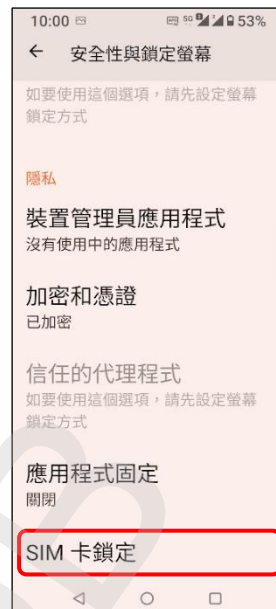 10:00 5G 53%
← 安全性與鎖定螢幕
如要使用這個選項，請先設定螢幕
鎖定方式
隱私
裝置管理員應用程式
沒有使用中的應用程式
加密和憑證
已加密
信任的代理程式
如要使用這個選項，請先設定螢幕
鎖定方式
應用程式固定
關閉
SIM 卡鎖定